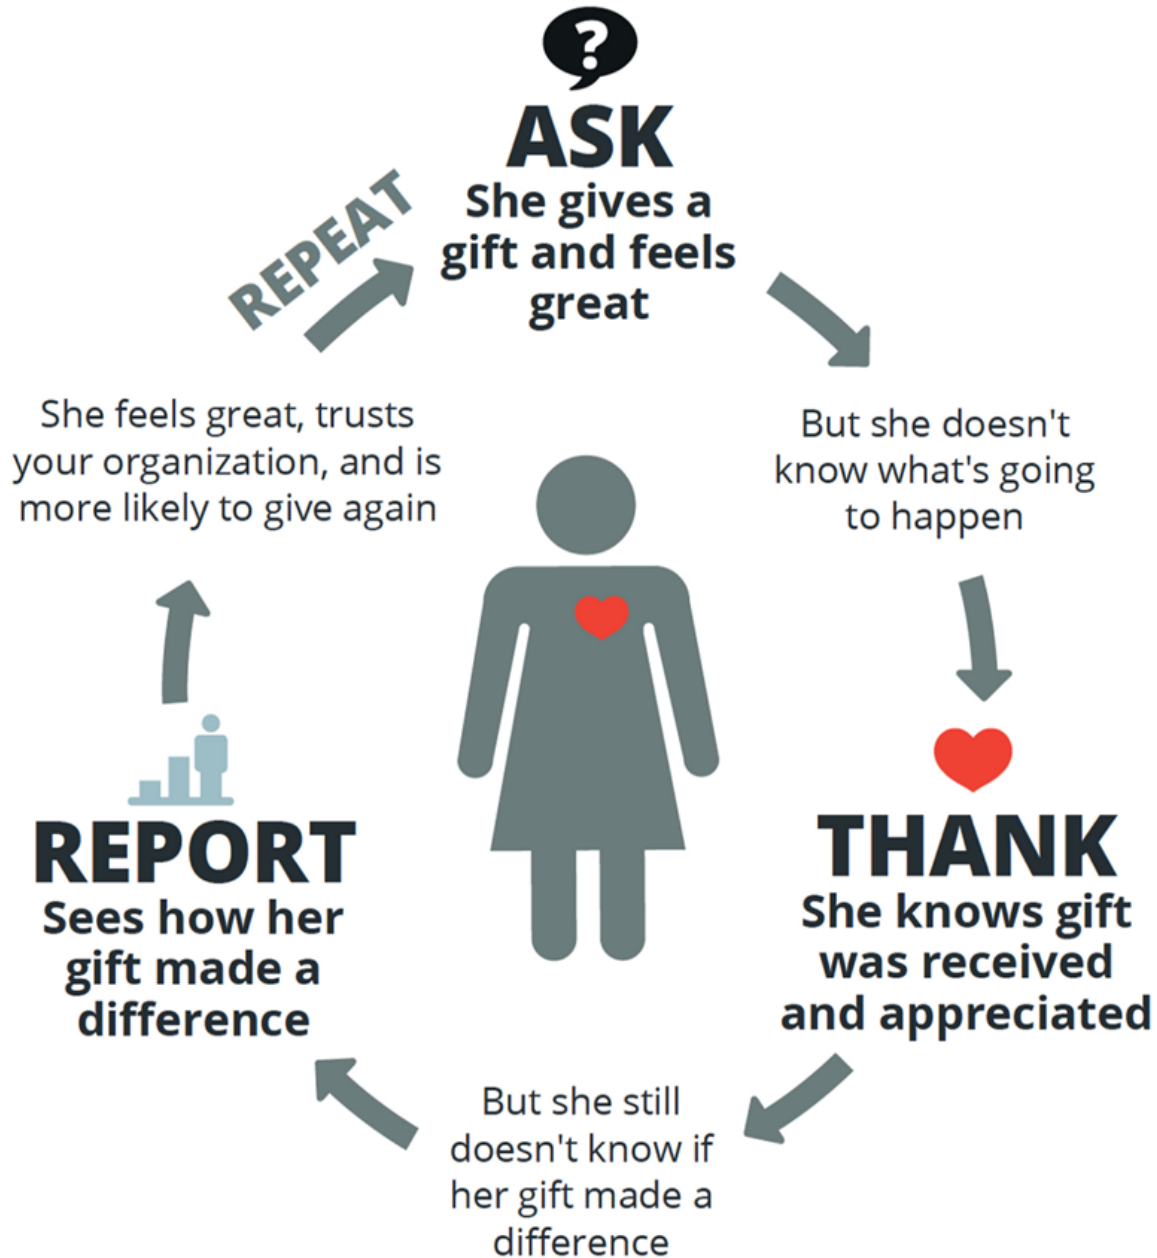 ?
ASK
She gives a
gift and feels
great
But she doesn't
know what's going
to happen
THANK
She knows gift
was received
and appreciated
But she still
doesn't know if
her gift made a
difference
REPORT
Sees how her
gift made a
difference
She feels great, trusts
your organization, and is
more likely to give again
REPEAT